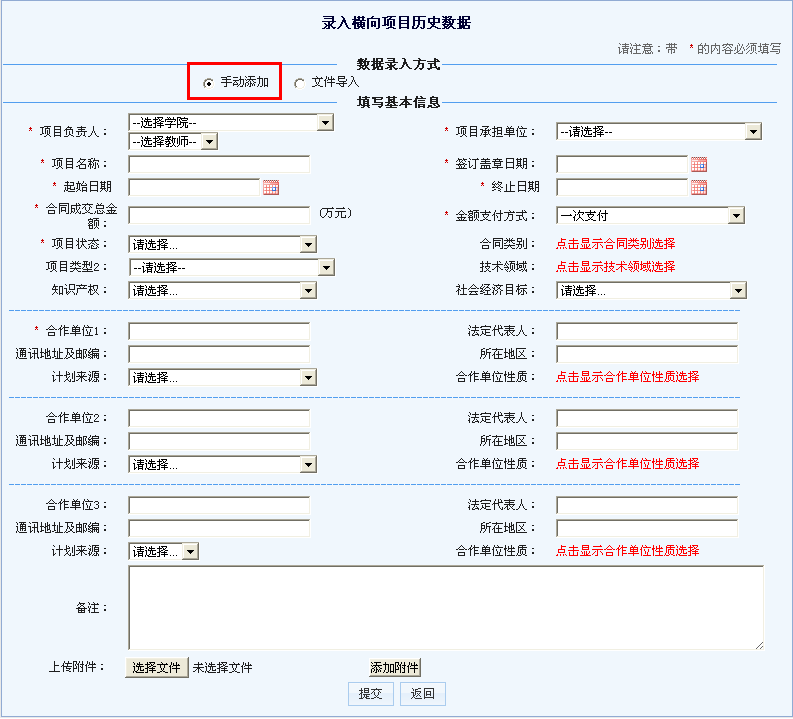 录入横向项目历史数据
请注意：带 * 的内容必须填写
数据录入方式
手动添加 文件导入
填写基本信息
* 项目负责人： --选择学院-- * 项目承担单位： --请选择--
--选择教师--
* 项目名称： * 签订盖章日期：
* 起始日期 * 终止日期
* 合同成交总金额： (万元) * 金额支付方式： 一次支付
* 项目状态： 请选择... 合同类别： 点击显示合同类别选择
项目类型2： --请选择-- 技术领域： 点击显示技术领域选择
知识产权： 请选择... 社会经济目标： 请选择...
* 合作单位1： 法定代表人：
通讯地址及邮编： 所在地区：
计划来源： 请选择... 合作单位性质： 点击显示合作单位性质选择
合作单位2： 法定代表人：
通讯地址及邮编： 所在地区：
计划来源： 请选择... 合作单位性质： 点击显示合作单位性质选择
合作单位3： 法定代表人：
通讯地址及邮编： 所在地区：
计划来源： 请选择... 合作单位性质： 点击显示合作单位性质选择
备注：
上传附件： 选择文件 未选择文件 添加附件
提交 返回